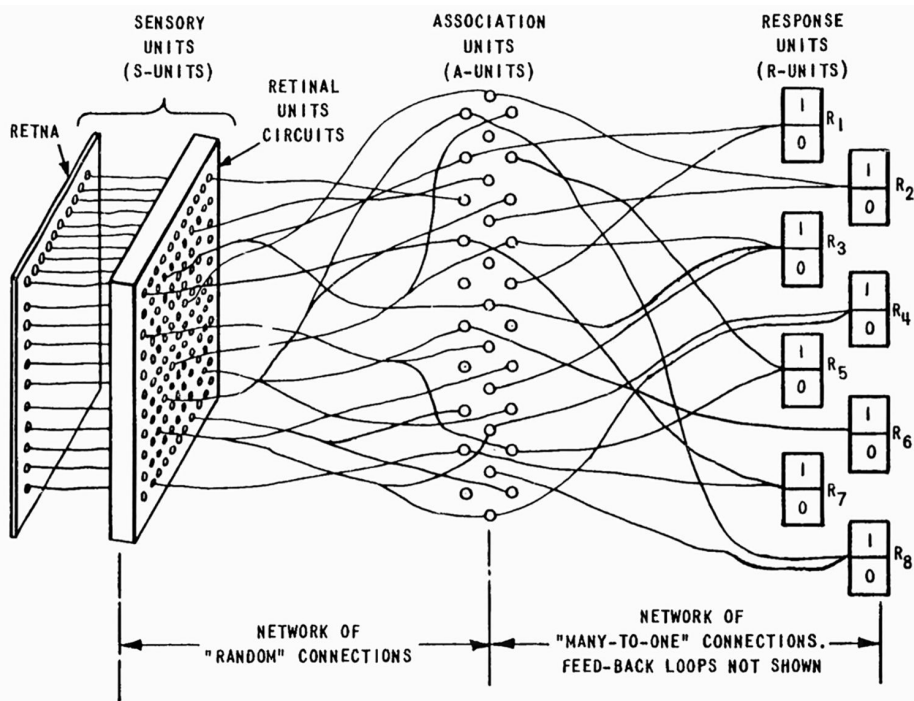 SENSORY
UNITS
(S-UNITS)
ASSOCIATION
UNITS
(A-UNITS)
RESPONSE
UNITS
(R-UNITS)
RETINAL
UNITS
CIRCUITS
RETNA
1
0
R1
1
0
R2
1
0
R3
1
0
R4
1
0
R5
1
0
R6
1
0
R7
1
0
R8
NETWORK OF
"RANDOM" CONNECTIONS
NETWORK OF
"MANY-TO-ONE" CONNECTIONS.
FEED-BACK LOOPS NOT SHOWN